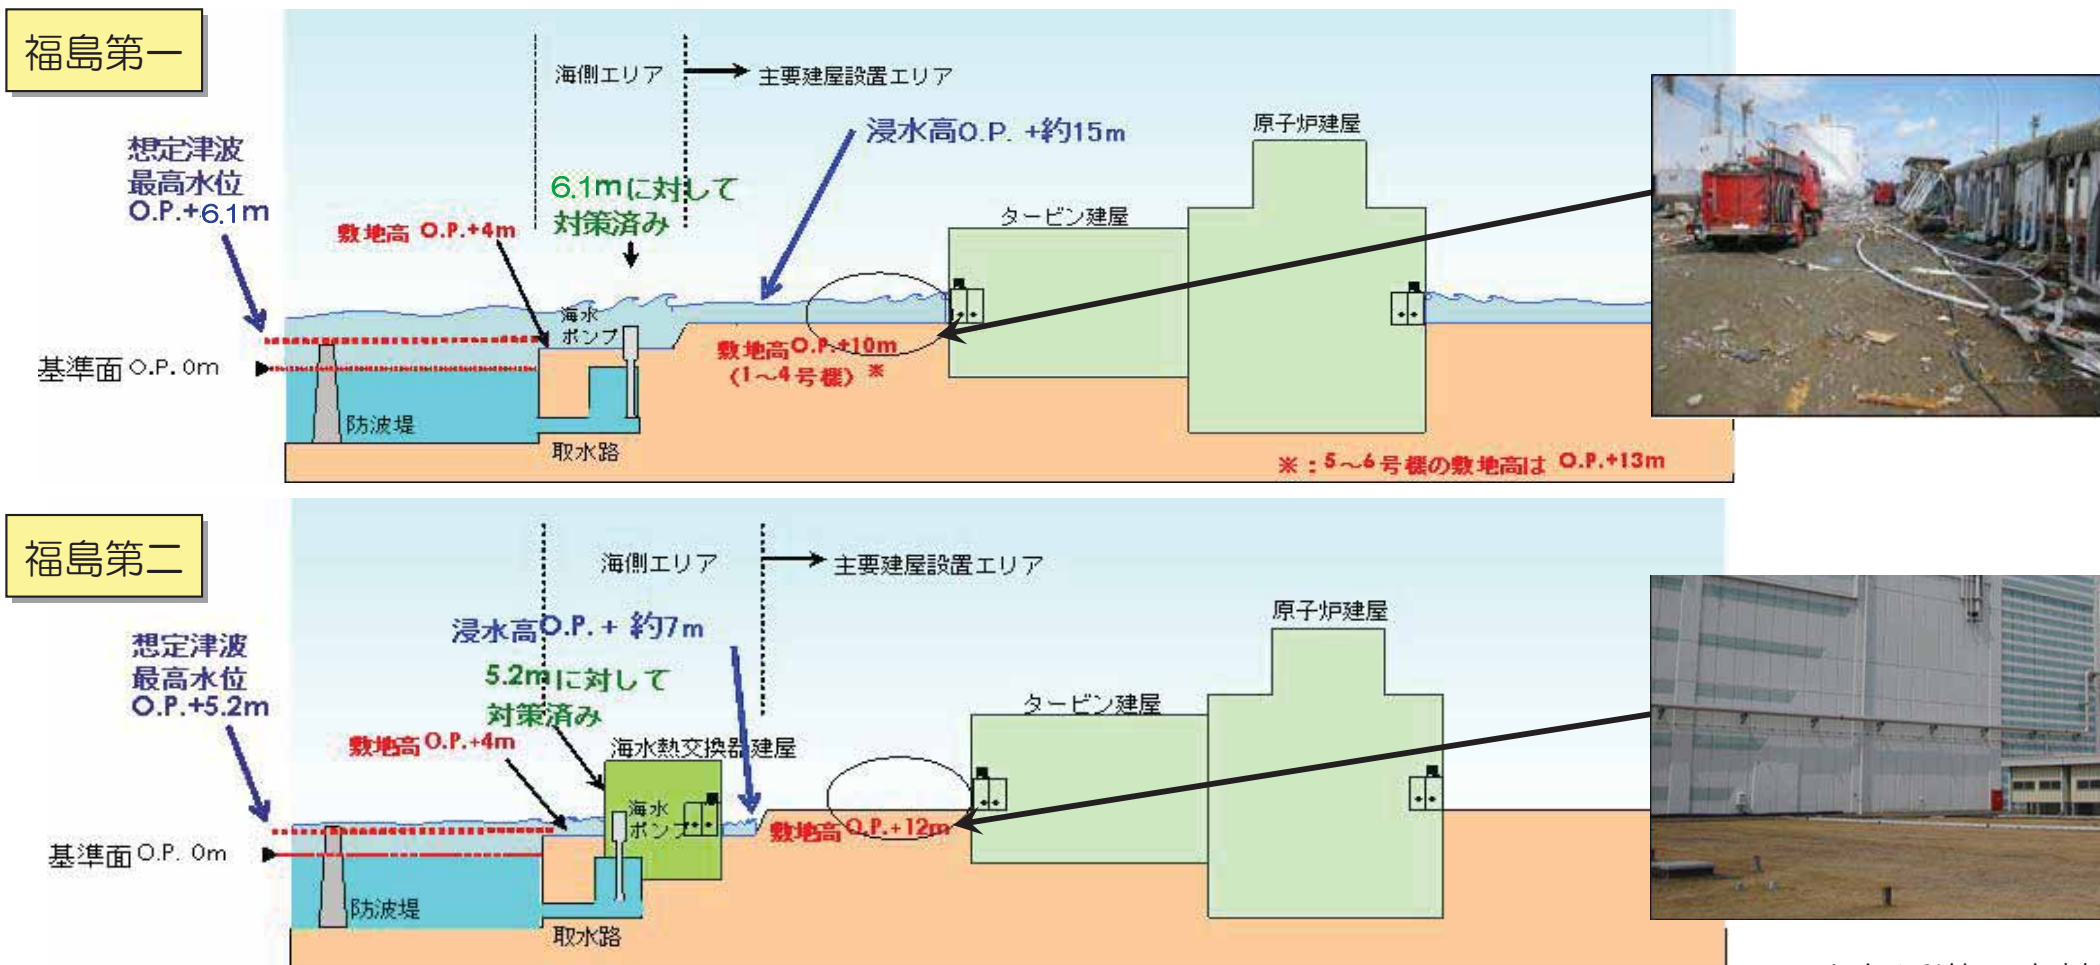 福島第一
海側エリア
主要建屋設置エリア
想定津波
最高水位
O.P.+6.1m
浸水高O.P. +約15m
原子炉建屋
6.1mに対して
対策済み
敷地高 O.P.+4m
タービン建屋
海水
ポンプ
基準面 O.P. 0m
敷地高O.P.+10m
(1～4号機) ※
防波堤
取水路
※：5～6号機の敷地高は O.P.+13m
福島第二
海側エリア
主要建屋設置エリア
想定津波
最高水位
O.P.+5.2m
浸水高O.P. + 約7m
原子炉建屋
5.2mに対して
対策済み
敷地高 O.P.+4m
海水熱交換器建屋
タービン建屋
海水
ポンプ
敷地高 O.P.+12m
基準面 O.P. 0m
防波堤
取水路